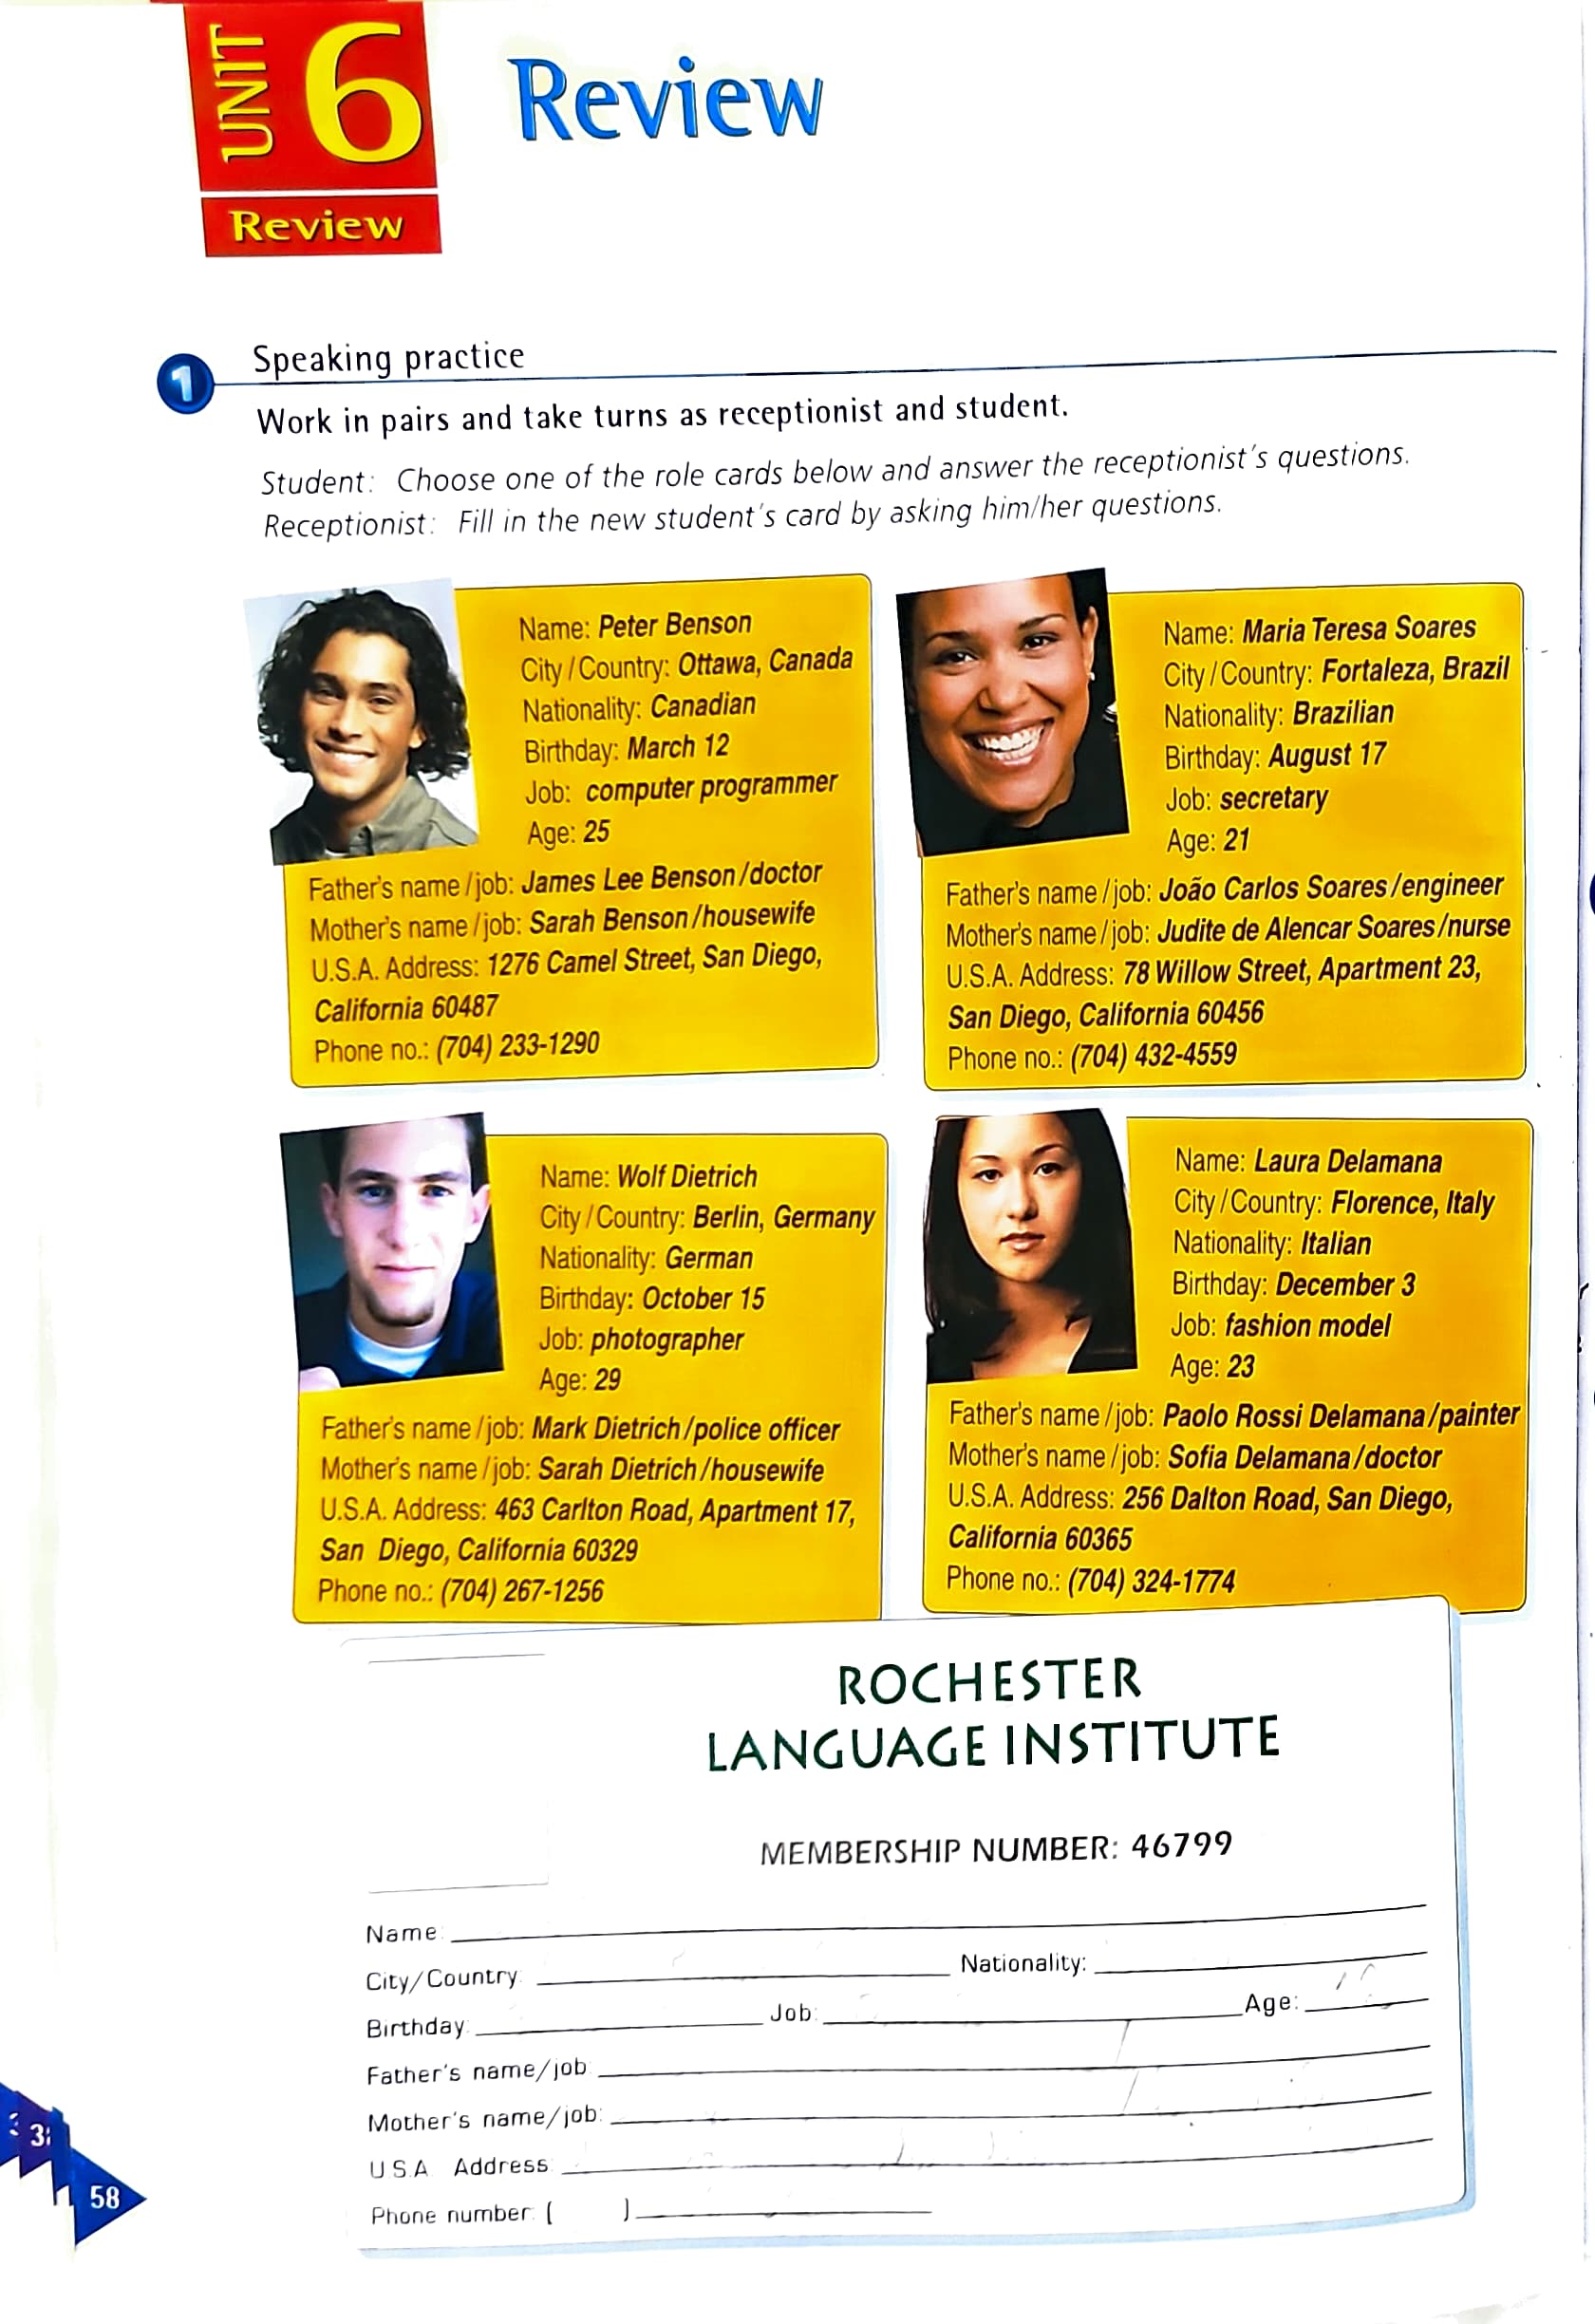 UNIT 6
Review
Review
1 Speaking practice
Work in pairs and take turns as receptionist and student.
Student: Choose one of the role cards below and answer the receptionist's questions.
Receptionist: Fill in the new student's card by asking him/her questions.
Name: Peter Benson
City/Country: Ottawa, Canada
Nationality: Canadian
Birthday: March 12
Job: computer programmer
Age: 25
Father's name/job: James Lee Benson/doctor
Mother's name/job: Sarah Benson/housewife
U.S.A. Address: 1276 Camel Street, San Diego,
California 60487
Phone no.: (704) 233-1290
Name: Maria Teresa Soares
City/Country: Fortaleza, Brazil
Nationality: Brazilian
Birthday: August 17
Job: secretary
Age: 21
Father's name/job: João Carlos Soares/engineer
Mother's name/job: Judite de Alencar Soares/nurse
U.S.A. Address: 78 Willow Street, Apartment 23,
San Diego, California 60456
Phone no.: (704) 432-4559
Name: Wolf Dietrich
City/Country: Berlin, Germany
Nationality: German
Birthday: October 15
Job: photographer
Age: 29
Father's name/job: Mark Dietrich/police officer
Mother's name/job: Sarah Dietrich/housewife
U.S.A. Address: 463 Carlton Road, Apartment 17,
San Diego, California 60329
Phone no.: (704) 267-1256
Name: Laura Delamana
City/Country: Florence, Italy
Nationality: Italian
Birthday: December 3
Job: fashion model
Age: 23
Father's name/job: Paolo Rossi Delamana/painter
Mother's name/job: Sofia Delamana/doctor
U.S.A. Address: 256 Dalton Road, San Diego,
California 60365
Phone no.: (704) 324-1774
ROCHESTER
LANGUAGE INSTITUTE
MEMBERSHIP NUMBER: 46799
Name:
City/Country: Nationality:
Birthday: Job: Age:
Father's name/job:
Mother's name/job:
U.S.A. Address:
Phone number: ( )
58